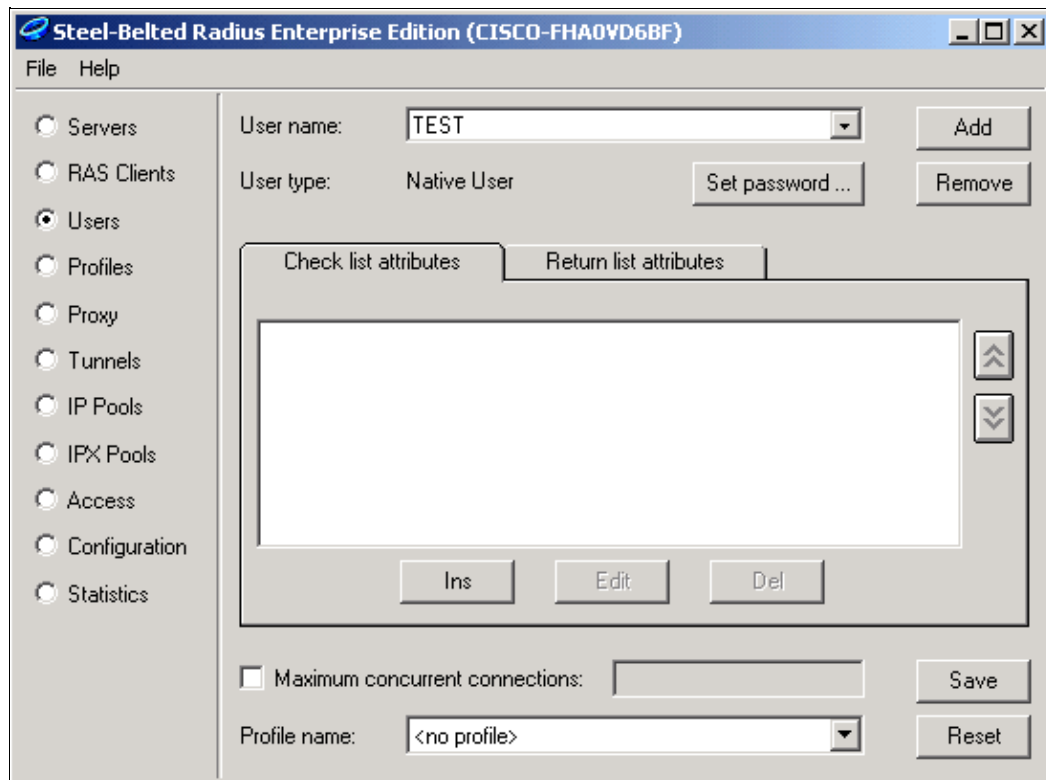 Steel-Belted Radius Enterprise Edition (CISCO-FHA0VD6BF)
File Help
Servers
RAS Clients
Users
Profiles
Proxy
Tunnels
IP Pools
IPX Pools
Access
Configuration
Statistics
User name: TEST Add
User type: Native User Set password ... Remove
Check list attributes Return list attributes
Ins Edit Del
Maximum concurrent connections: Save
Profile name: <no profile> Reset